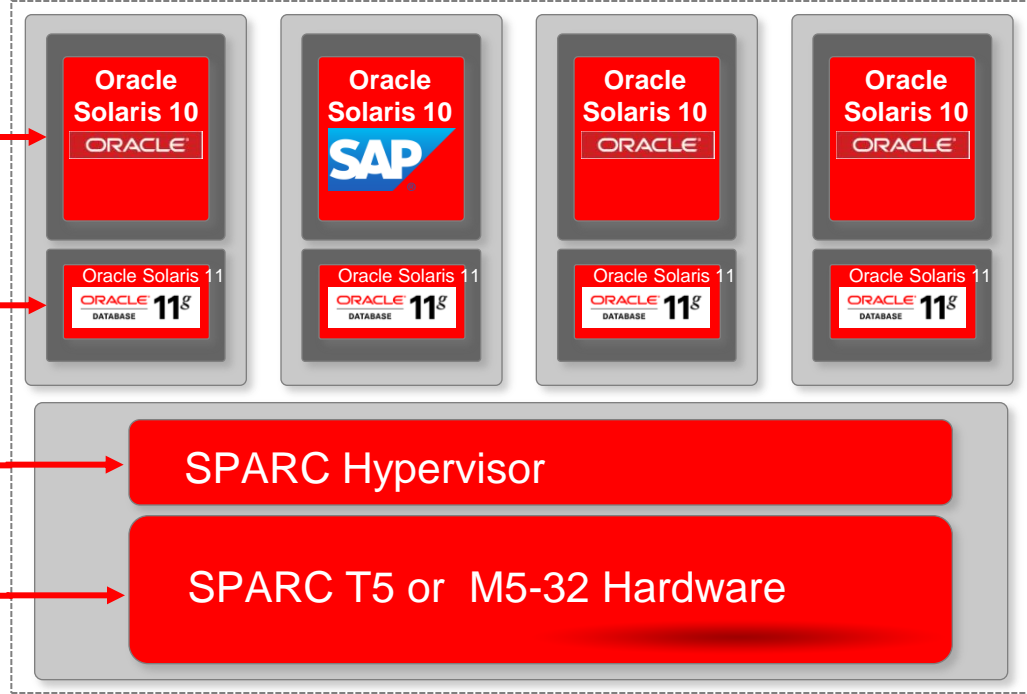 Oracle
Solaris 10
ORACLE®
Oracle
Solaris 10
SAP®
Oracle
Solaris 10
ORACLE®
Oracle
Solaris 10
ORACLE®
Oracle Solaris 11
ORACLE®
DATABASE
11g
Oracle Solaris 11
ORACLE®
DATABASE
11g
Oracle Solaris 11
ORACLE®
DATABASE
11g
Oracle Solaris 11
ORACLE®
DATABASE
11g
SPARC Hypervisor
SPARC T5 or  M5-32 Hardware